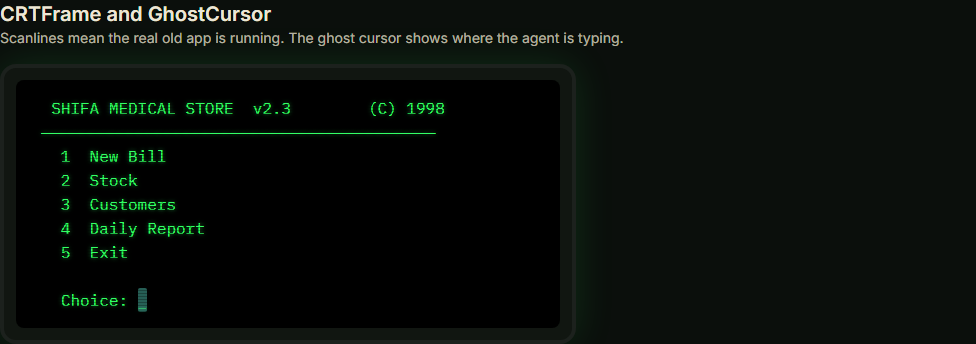 CRTFrame and GhostCursor
Scanlines mean the real old app is running. The ghost cursor shows where the agent is typing.
SHIFA MEDICAL STORE v2.3 (C) 1998
1 New Bill
2 Stock
3 Customers
4 Daily Report
5 Exit
Choice: